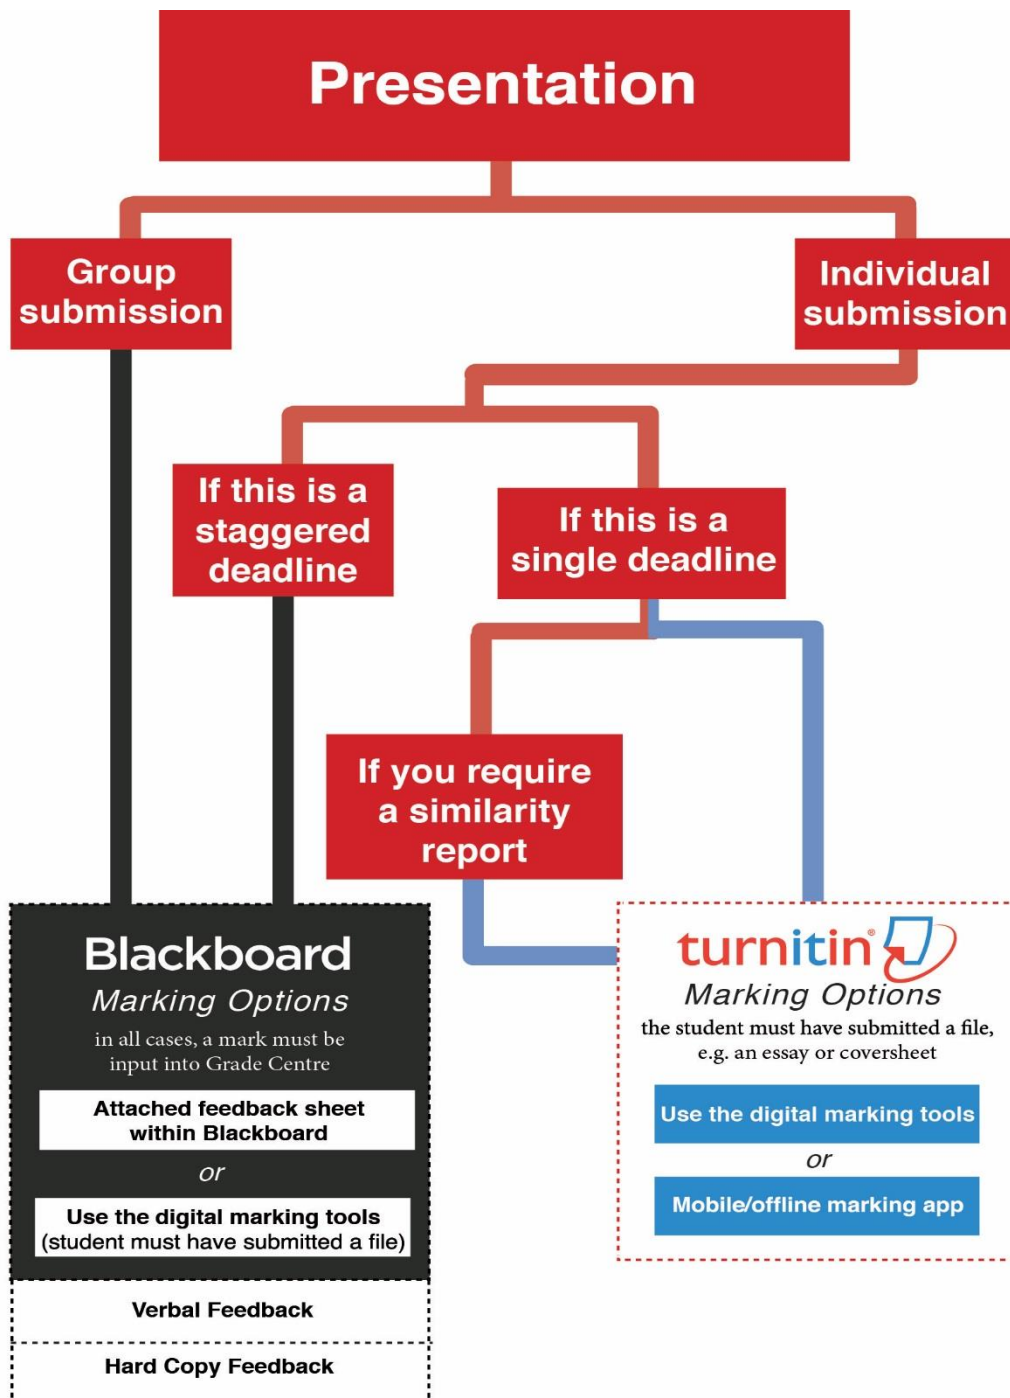 Presentation
Group
submission
Individual
submission
If this is a
staggered
deadline
If this is a
single deadline
If you require
a similarity
report
Blackboard
Marking Options
in all cases, a mark must be
input into Grade Centre
Attached feedback sheet
within Blackboard
or
Use the digital marking tools
(student must have submitted a file)
Verbal Feedback
Hard Copy Feedback
turnitin®
Marking Options
the student must have submitted a file,
e.g. an essay or coversheet
Use the digital marking tools
or
Mobile/offline marking app